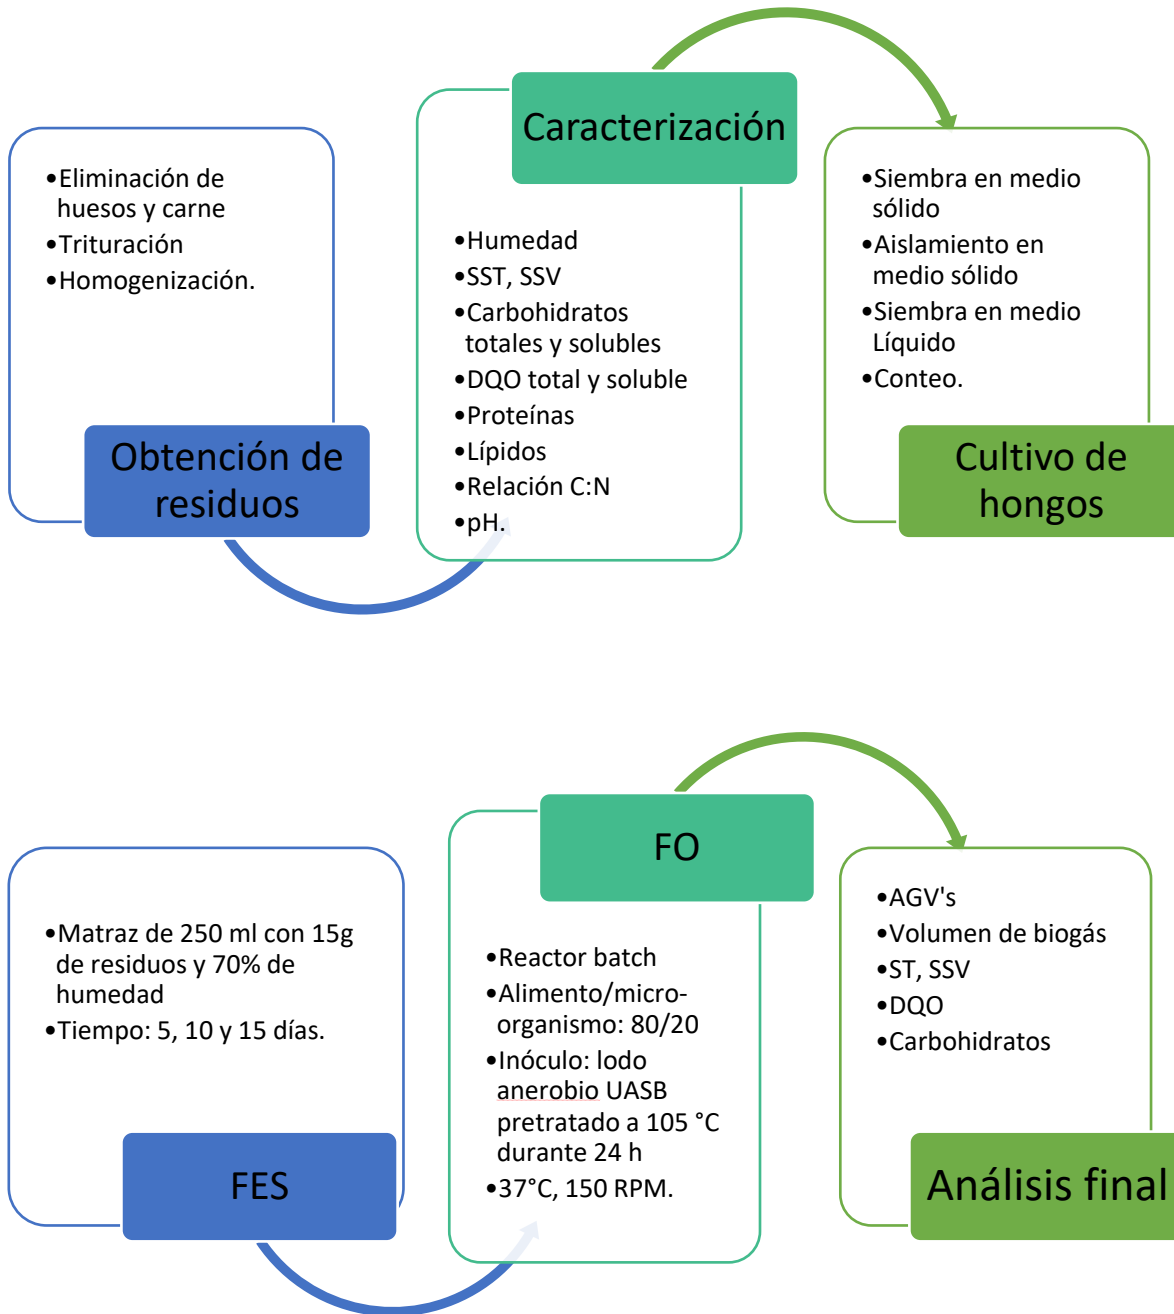 •Eliminación de
huesos y carne
•Trituración
•Homogenización.
Obtención de
residuos
Caracterización
•Humedad
•SST, SSV
•Carbohidratos
totales y solubles
•DQO total y soluble
•Proteínas
•Lípidos
•Relación C:N
•pH.
•Siembra en medio
sólido
•Aislamiento en
medio sólido
•Siembra en medio
Líquido
•Conteo.
Cultivo de
hongos
•Matraz de 250 ml con 15g
de residuos y 70% de
humedad
•Tiempo: 5, 10 y 15 días.
FES
FO
•Reactor batch
•Alimento/micro-
organismo: 80/20
•Inóculo: lodo
anerobio UASB
pretratado a 105 °C
durante 24 h
•37°C, 150 RPM.
•AGV's
•Volumen de biogás
•ST, SSV
•DQO
•Carbohidratos
Análisis final